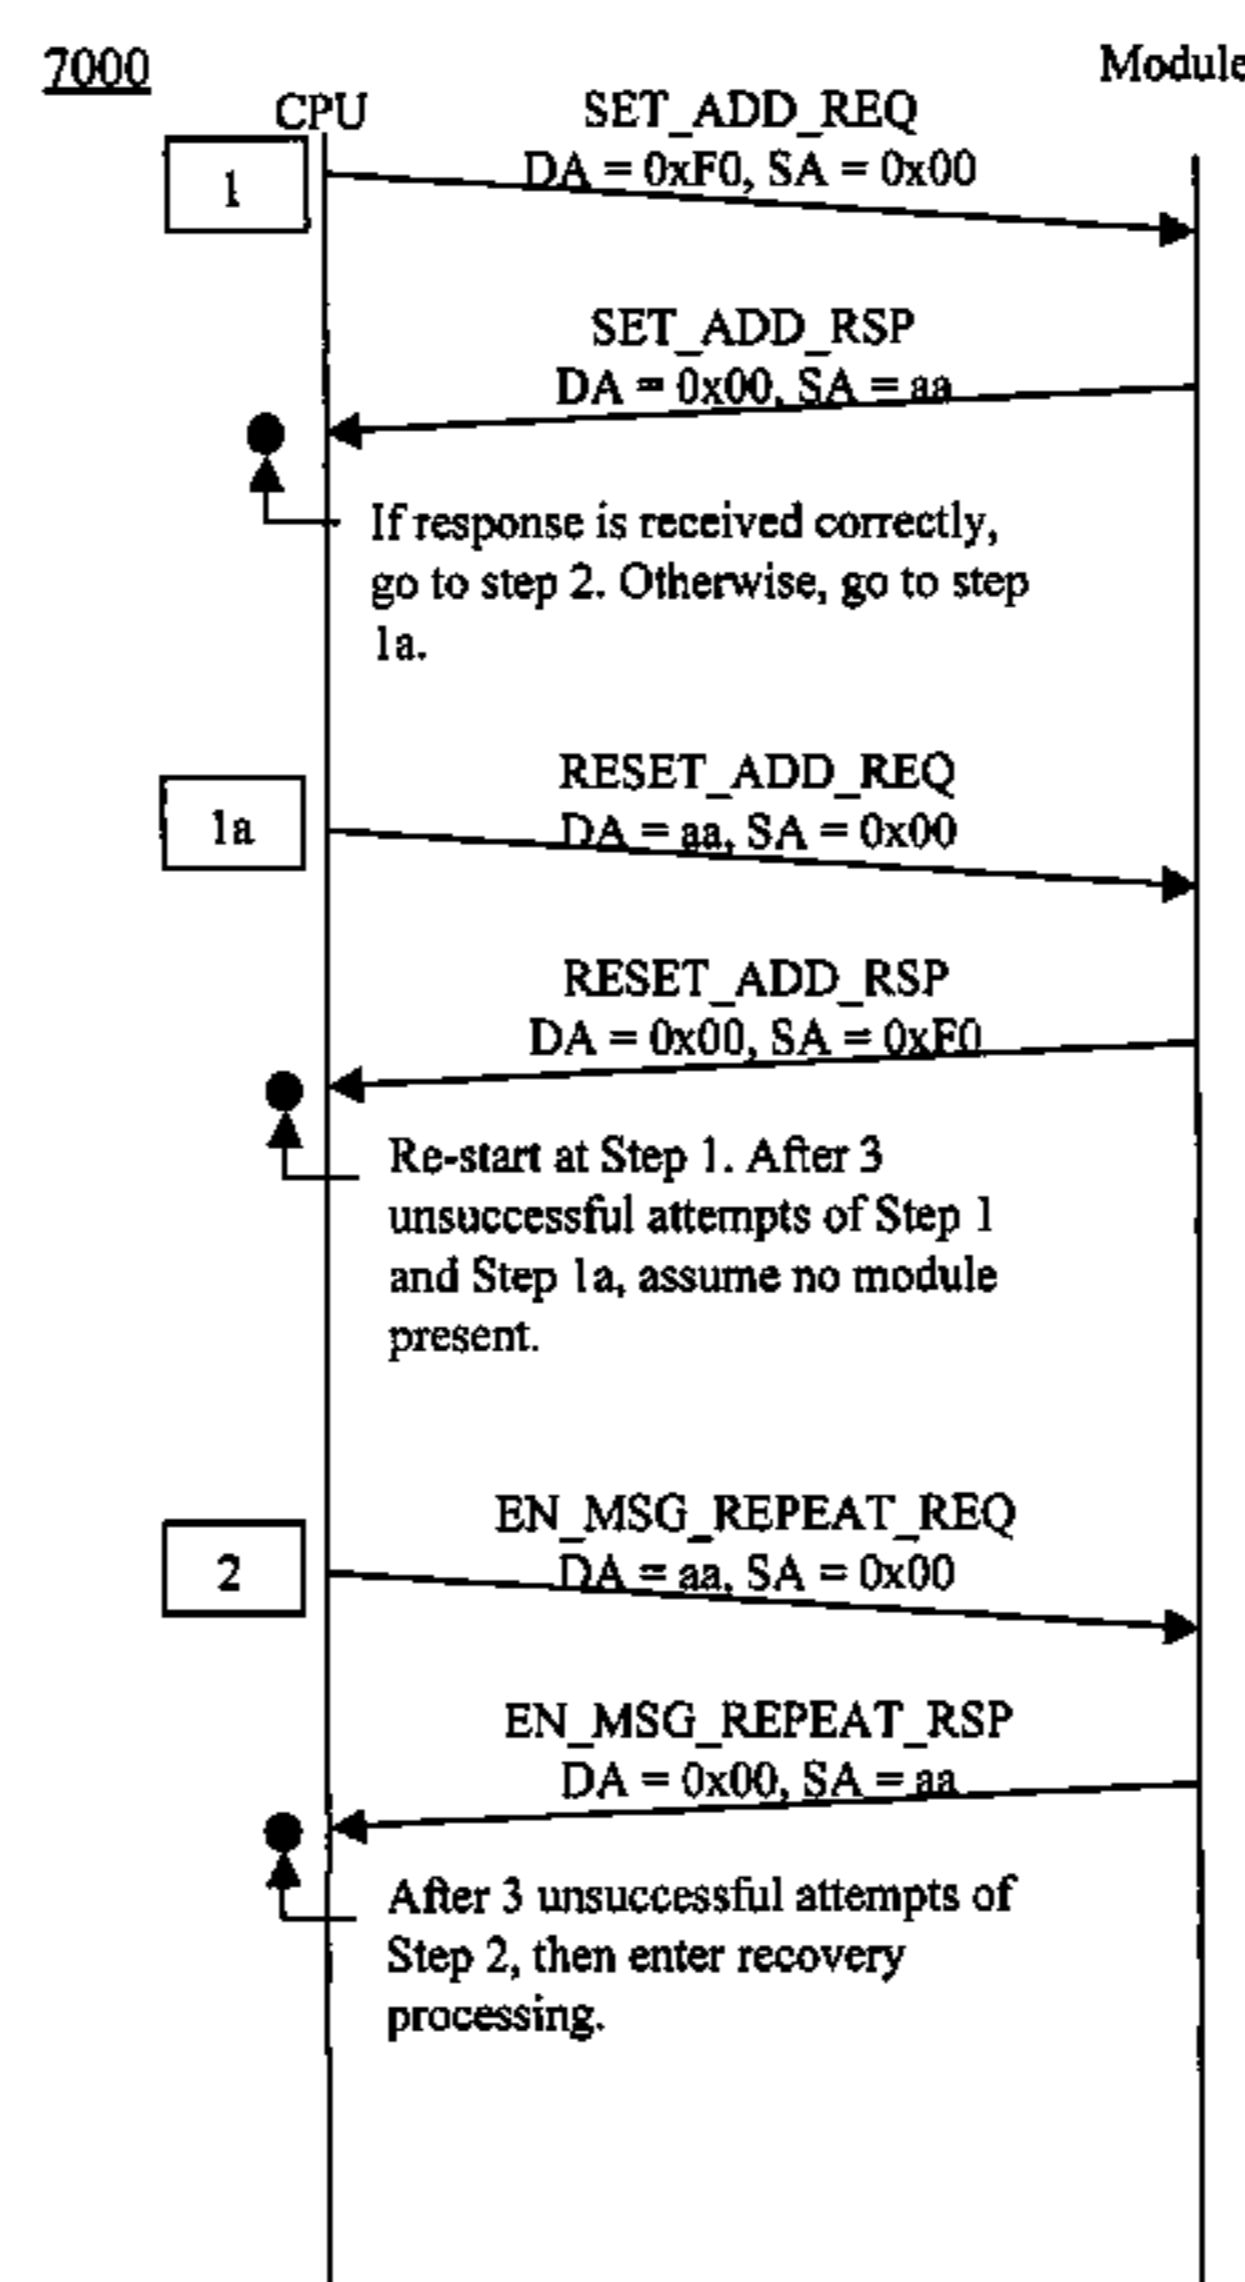 7000
Module
CPU
SET_ADD_REQ
DA = 0xF0, SA = 0x00
1
SET_ADD_RSP
DA = 0x00, SA = aa
If response is received correctly,
go to step 2. Otherwise, go to step
1a.
RESET_ADD_REQ
1a
DA = aa, SA = 0x00
RESET_ADD_RSP
DA = 0x00, SA = 0xF0
Re-start at Step 1. After 3
unsuccessful attempts of Step 1
and Step 1a, assume no module
present.
EN_MSG_REPEAT_REQ
2
DA = aa, SA = 0x00
EN_MSG_REPEAT_RSP
DA = 0x00, SA = aa
After 3 unsuccessful attempts of
Step 2, then enter recovery
processing.